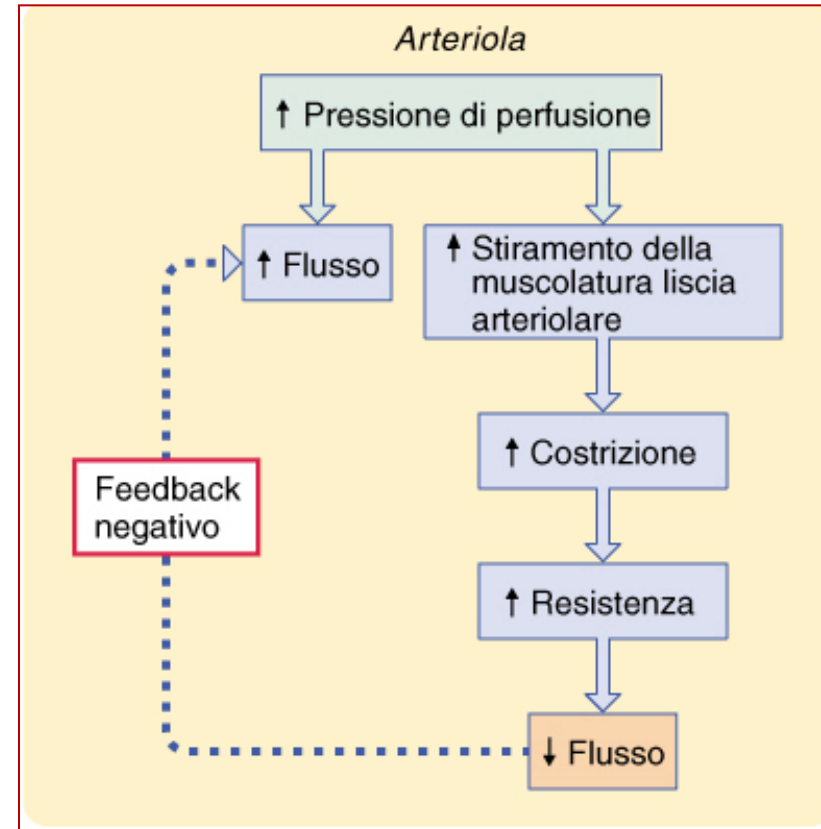 Arteriola
↑ Pressione di perfusione
↑ Flusso
↑ Stiramento della
muscolatura liscia
arteriolare
↑ Costrizione
Feedback
negativo
↑ Resistenza
↓ Flusso